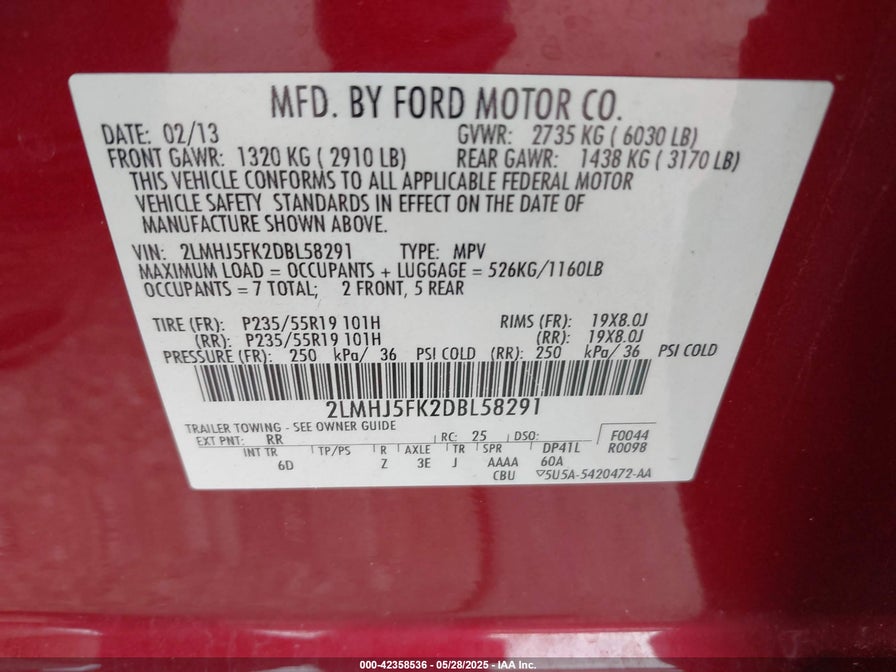 MFD. BY FORD MOTOR CO.
DATE: 02/13 GVWR: 2735 KG ( 6030 LB)
FRONT GAWR: 1320 KG ( 2910 LB) REAR GAWR: 1438 KG ( 3170 LB)
THIS VEHICLE CONFORMS TO ALL APPLICABLE FEDERAL MOTOR
VEHICLE SAFETY STANDARDS IN EFFECT ON THE DATE OF
MANUFACTURE SHOWN ABOVE.
VIN: 2LMHJ5FK2DBL58291 TYPE: MPV
MAXIMUM LOAD = OCCUPANTS + LUGGAGE = 526KG/1160LB
OCCUPANTS = 7 TOTAL; 2 FRONT, 5 REAR
TIRE (FR): P235/55R19 101H RIMS (FR): 19X8.0J
(RR): P235/55R19 101H (RR): 19X8.0J
PRESSURE (FR): 250 kPa/ 36 PSI COLD (RR): 250 kPa/ 36 PSI COLD
2LMHJ5FK2DBL58291
TRAILER TOWING - SEE OWNER GUIDE
EXT PNT: RR RC: 25 DSO: F0044
INT TR TP/PS R AXLE TR SPR DP41L R0098
6D Z 3E J AAAA 60A
CBU ▽5U5A-5420472-AA
000-42358536 - 05/28/2025 - IAA Inc.